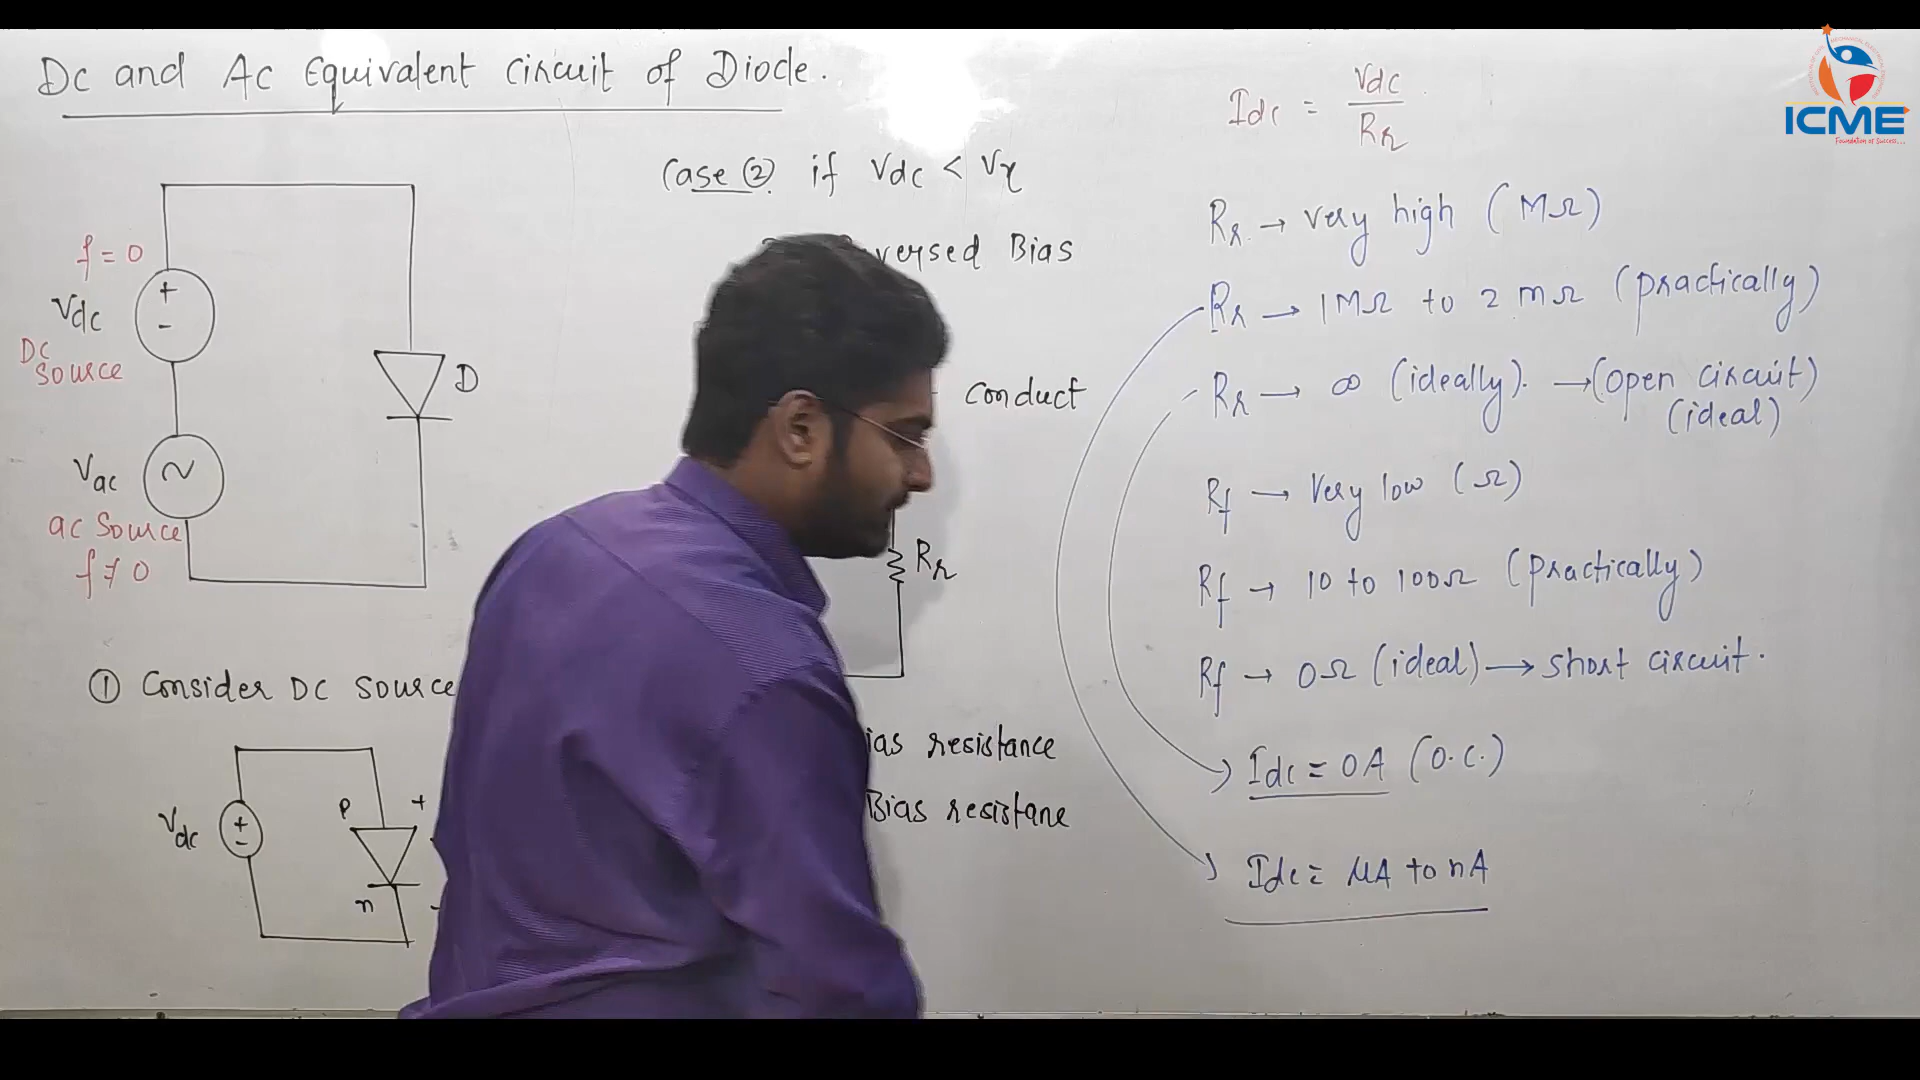 Dc and Ac Equivalent circuit of Diode.
f = 0
Vdc
+
-
DC
Source
D
Vac
~
ac Source
f ≠ 0
① Consider DC source
Vdc
+
-
P
+
n
-
Case ②. if Vdc < Vγ
versed Bias
conduct
Rr
ias resistance
Bias resistane
Idc = Vdc / Rr
Rr → very high (MΩ)
Rr → 1MΩ to 2 MΩ (practically)
Rr → ∞ (ideally). → (open circuit)
(ideal)
Rf → Very low (Ω)
Rf → 10 to 100Ω (practically)
Rf → 0Ω (ideal) → short circuit.
Idc = 0A (O.C.)
Idc = μA to nA
ICME
Foundation of Success...